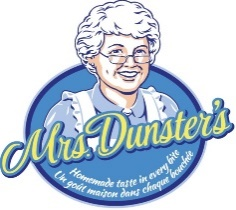 Mrs. Dunster's
Homemade taste in every bite
Un goût maison dans chaque bouchée